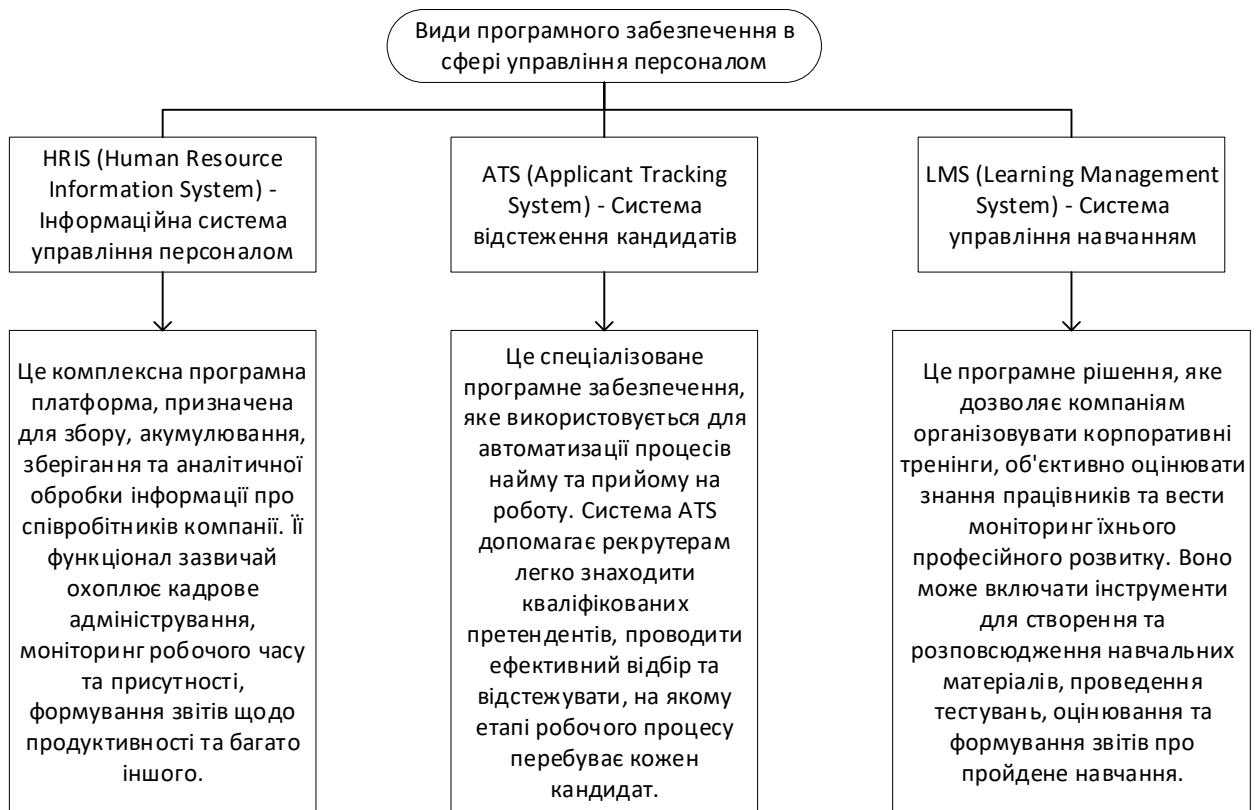 Види програмного забезпечення в
сфері управління персоналом
HRIS (Human Resource
Information System) -
Інформаційна система
управління персоналом
ATS (Applicant Tracking
System) - Система
відстеження кандидатів
LMS (Learning Management
System) - Система
управління навчанням
Це комплексна програмна
платформа, призначена
для збору, акумулювання,
зберігання та аналітичної
обробки інформації про
співробітників компанії. Її
функціонал зазвичай
охоплює кадрове
адміністрування,
моніторинг робочого часу
та присутності,
формування звітів щодо
продуктивності та багато
іншого.
Це спеціалізоване
програмне забезпечення,
яке використовується для
автоматизації процесів
найму та прийому на
роботу. Система ATS
допомагає рекрутерам
легко знаходити
кваліфікованих
претендентів, проводити
ефективний відбір та
відстежувати, на якому
етапі робочого процесу
перебуває кожен
кандидат.
Це програмне рішення, яке
дозволяє компаніям
організовувати корпоративні
тренінги, об'єктивно оцінювати
знання працівників та вести
моніторинг їхнього
професійного розвитку. Воно
може включати інструменти
для створення та
розповсюдження навчальних
матеріалів, проведення
тестувань, оцінювання та
формування звітів про
пройдене навчання.